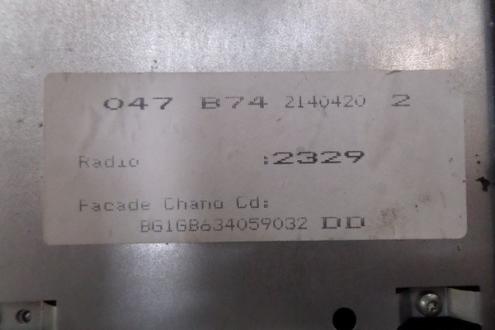 047 B74 2140420 2
Radio :2329
Facade Chang Cd:
BG1GB634059032 DD